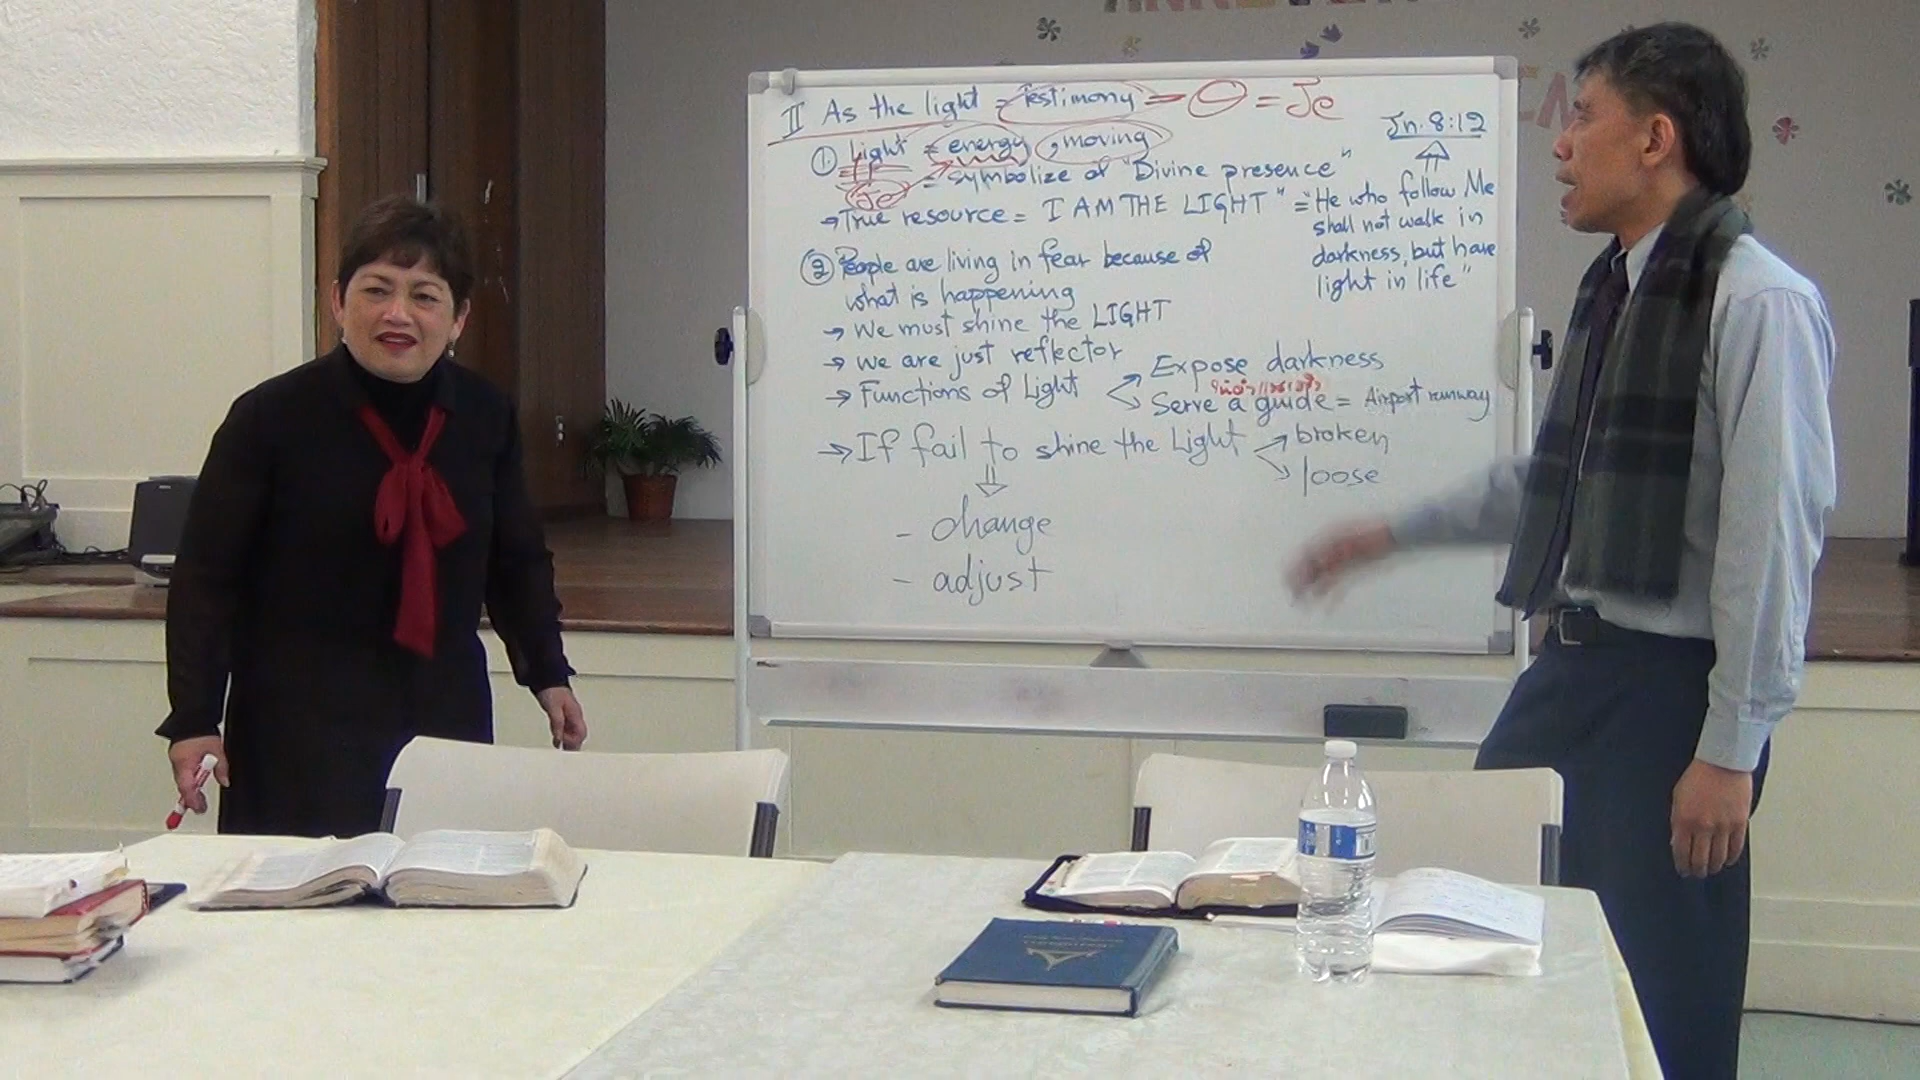 II As the light = Testimony → = Je
Jn. 8:12
① Light = energy, moving
Je = symbolize of "Divine presence"
→ True resource = I AM THE LIGHT" = "He who follow Me
shall not walk in
darkness, but have
light in life"
② People are living in fear because of
what is happening
→ We must shine the LIGHT
→ we are just reflector
→ Functions of Light
Expose darkness
Serve a guide = Airport runway
→ If fail to shine the Light
broken
loose
- change
- adjust